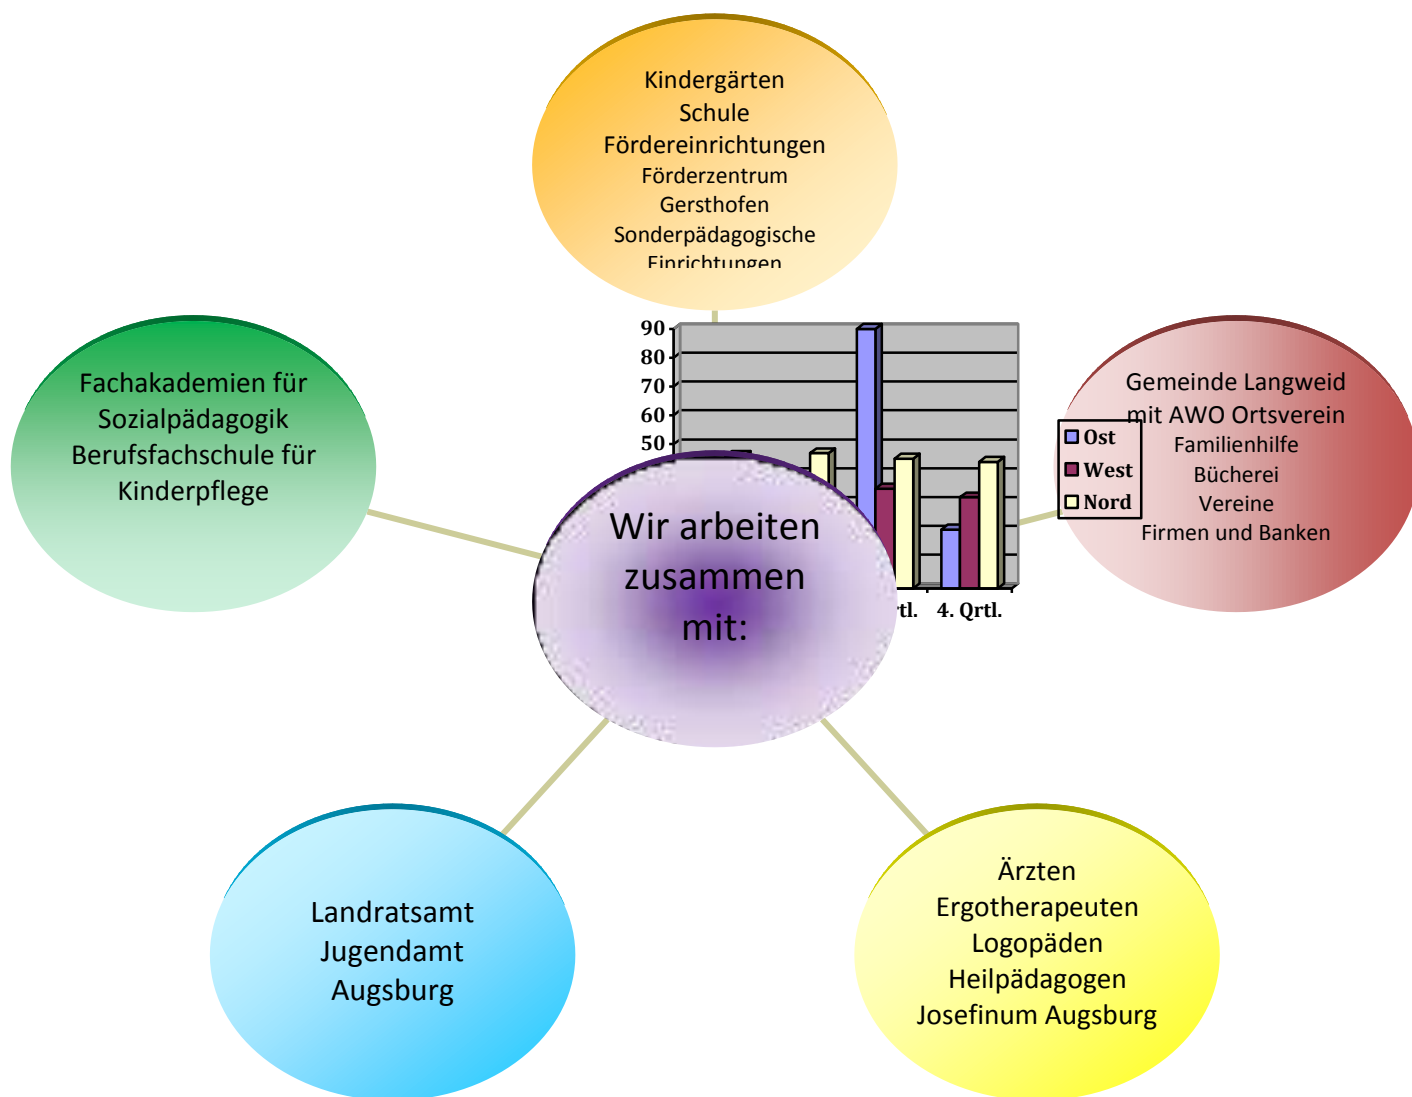 Kindergärten
Schule
Fördereinrichtungen
Förderzentrum
Gersthofen
Sonderpädagogische
Einrichtungen
Fachakademien für
Sozialpädagogik
Berufsfachschule für
Kinderpflege
90
80
70
60
50
Gemeinde Langweid
mit AWO Ortsverein
Familienhilfe
Bücherei
Vereine
Firmen und Banken
Ost
West
Nord
Wir arbeiten
zusammen
mit:
rtl.
4. Qrtl.
Landratsamt
Jugendamt
Augsburg
Ärzten
Ergotherapeuten
Logopäden
Heilpädagogen
Josefinum Augsburg